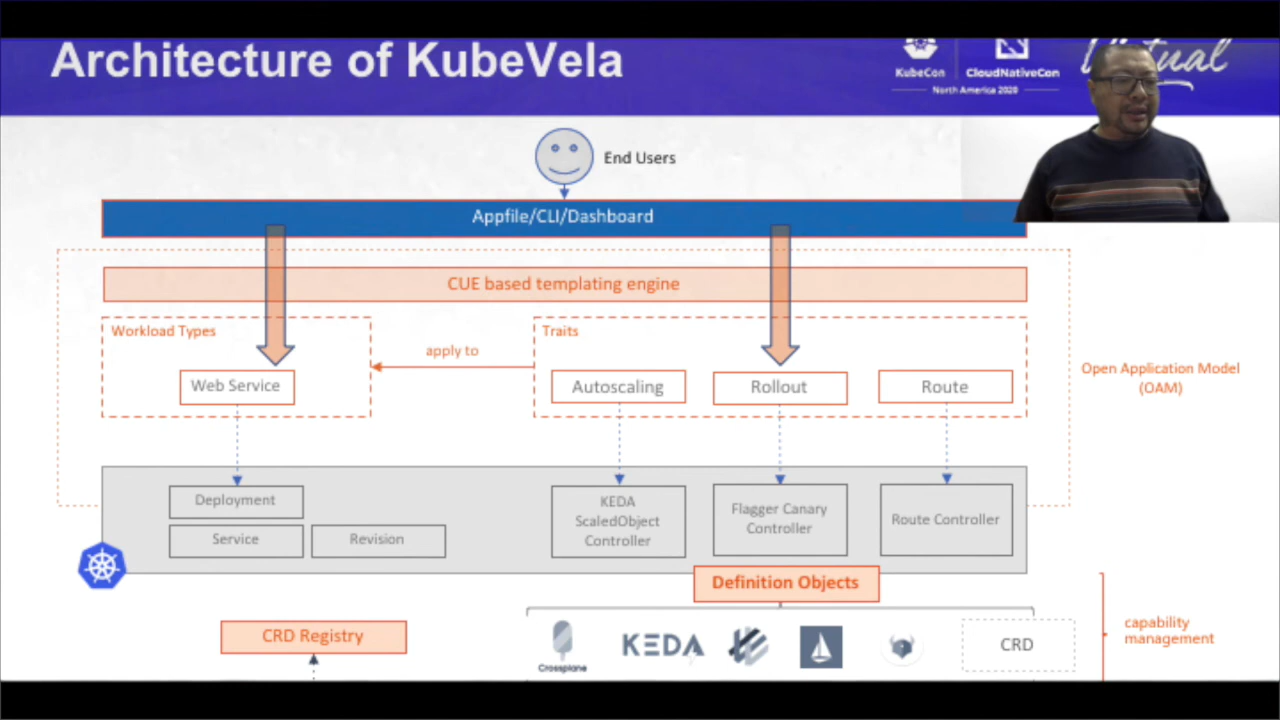 Architecture of KubeVela
KubeCon
CloudNativeCon
North America 2020
Virtual
End Users
Appfile/CLI/Dashboard
CUE based templating engine
Workload Types
Traits
apply to
Web Service
Autoscaling
Rollout
Route
Open Application Model
(OAM)
Deployment
Service
Revision
KEDA
ScaledObject
Controller
Flagger Canary
Controller
Route Controller
Definition Objects
CRD Registry
Crossplane
KEDA
CRD
capability
management